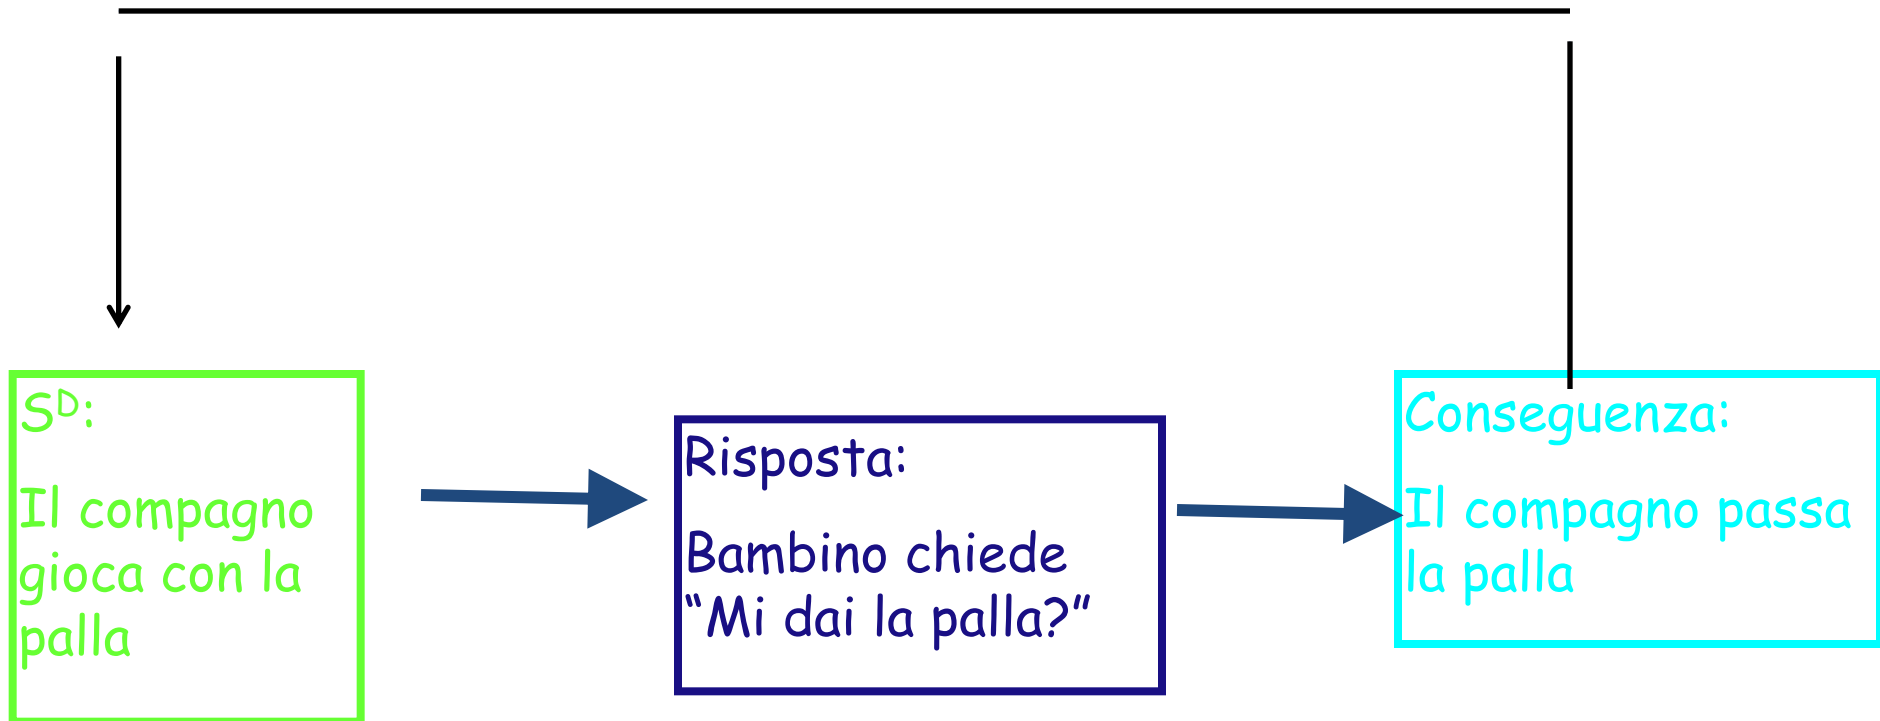 Sᴰ:
Il compagno
gioca con la
palla
Risposta:
Bambino chiede
“Mi dai la palla?”
Conseguenza:
Il compagno passa
la palla